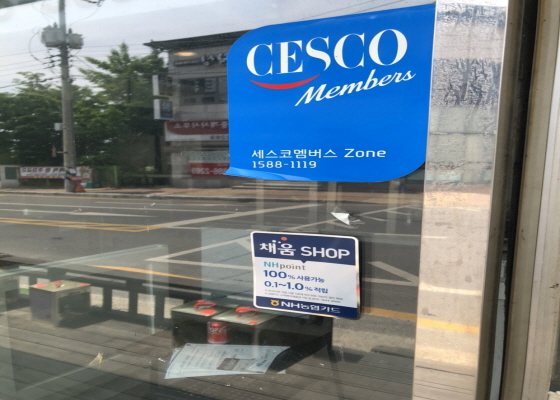 CESCO
Members
세스코멤버스 Zone
1588-1119
채움 SHOP
NHpoint
100% 사용가능
0.1~1.0% 적립
NH농협카드